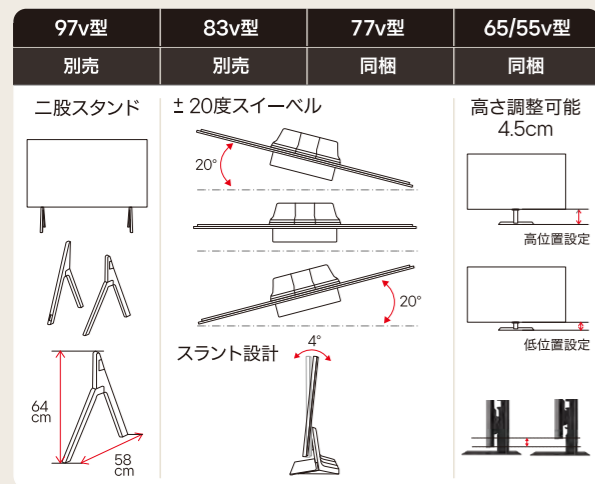 97v型
83v型
77v型
65/55v型
別売
別売
同梱
同梱
二股スタンド
64
cm
58
cm
± 20度スイーベル
20°
20°
スラント設計
4°
高さ調整可能
4.5cm
高位置設定
低位置設定